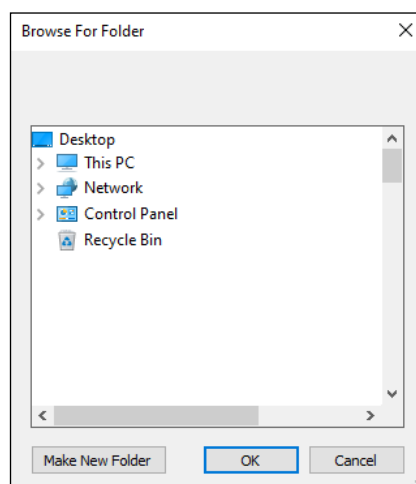 Browse For Folder
Desktop
This PC
Network
Control Panel
Recycle Bin
Make New Folder OK Cancel